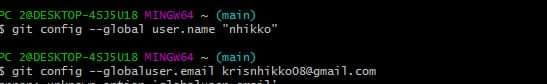 PC 2@DESKTOP-4SJ5U18 MINGW64 ~ (main)
$ git config --global user.name "nhikko"
PC 2@DESKTOP-4SJ5U18 MINGW64 ~ (main)
$ git config --globaluser.email krisnhikko08@gmail.com